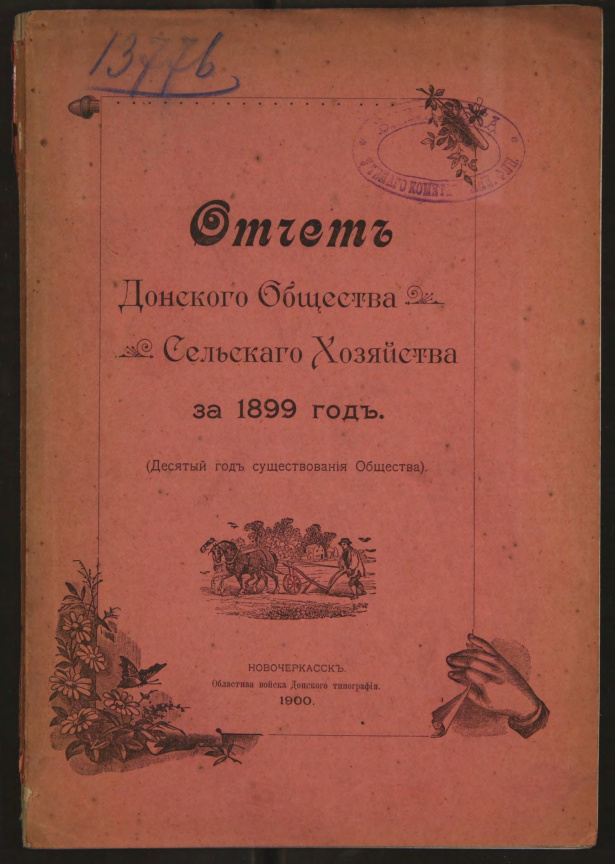 13776
Отчетъ
Донского Общества
Сельскаго Хозяйства
за 1899 годъ.
(Десятый годъ существованія Общества).
НОВОЧЕРКАССКЪ.
Областная войска Донского типографія.
1900.